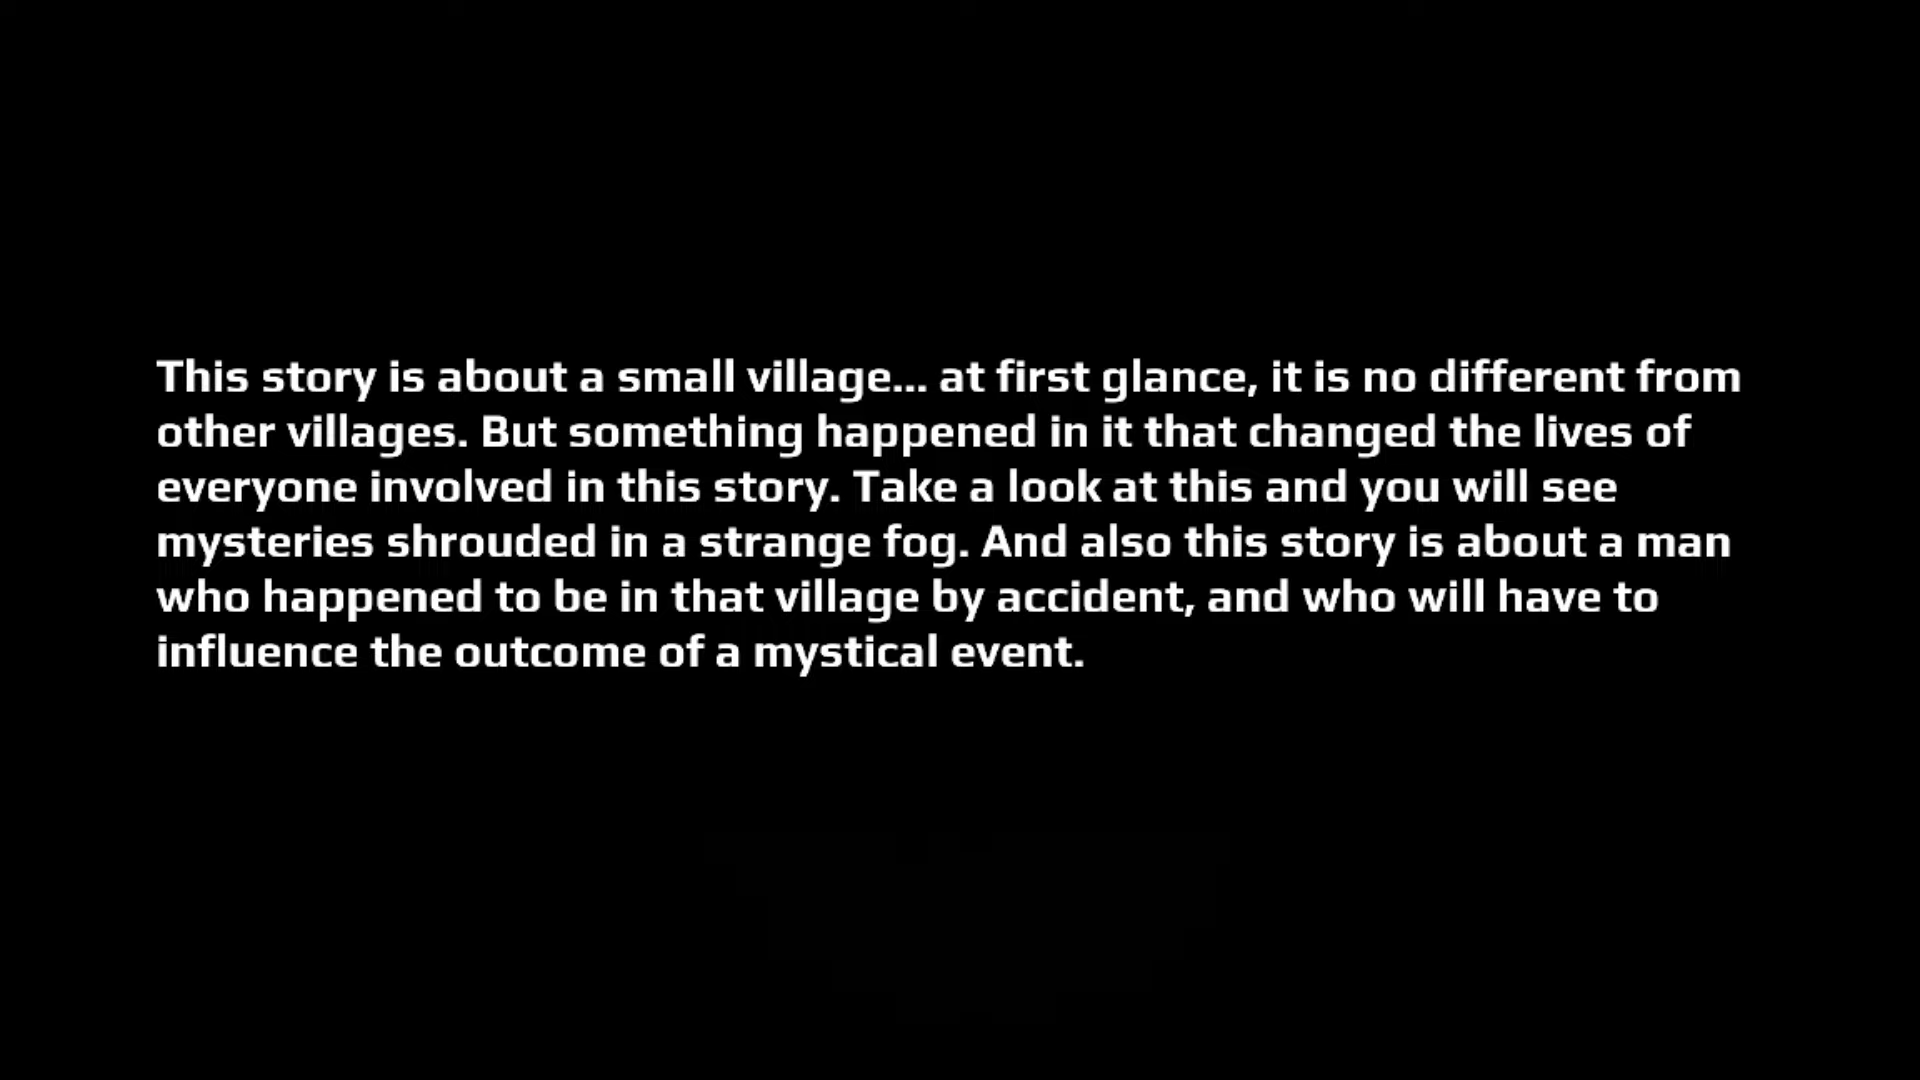 This story is about a small village... at first glance, it is no different from
other villages. But something happened in it that changed the lives of
everyone involved in this story. Take a look at this and you will see
mysteries shrouded in a strange fog. And also this story is about a man
who happened to be in that village by accident, and who will have to
influence the outcome of a mystical event.